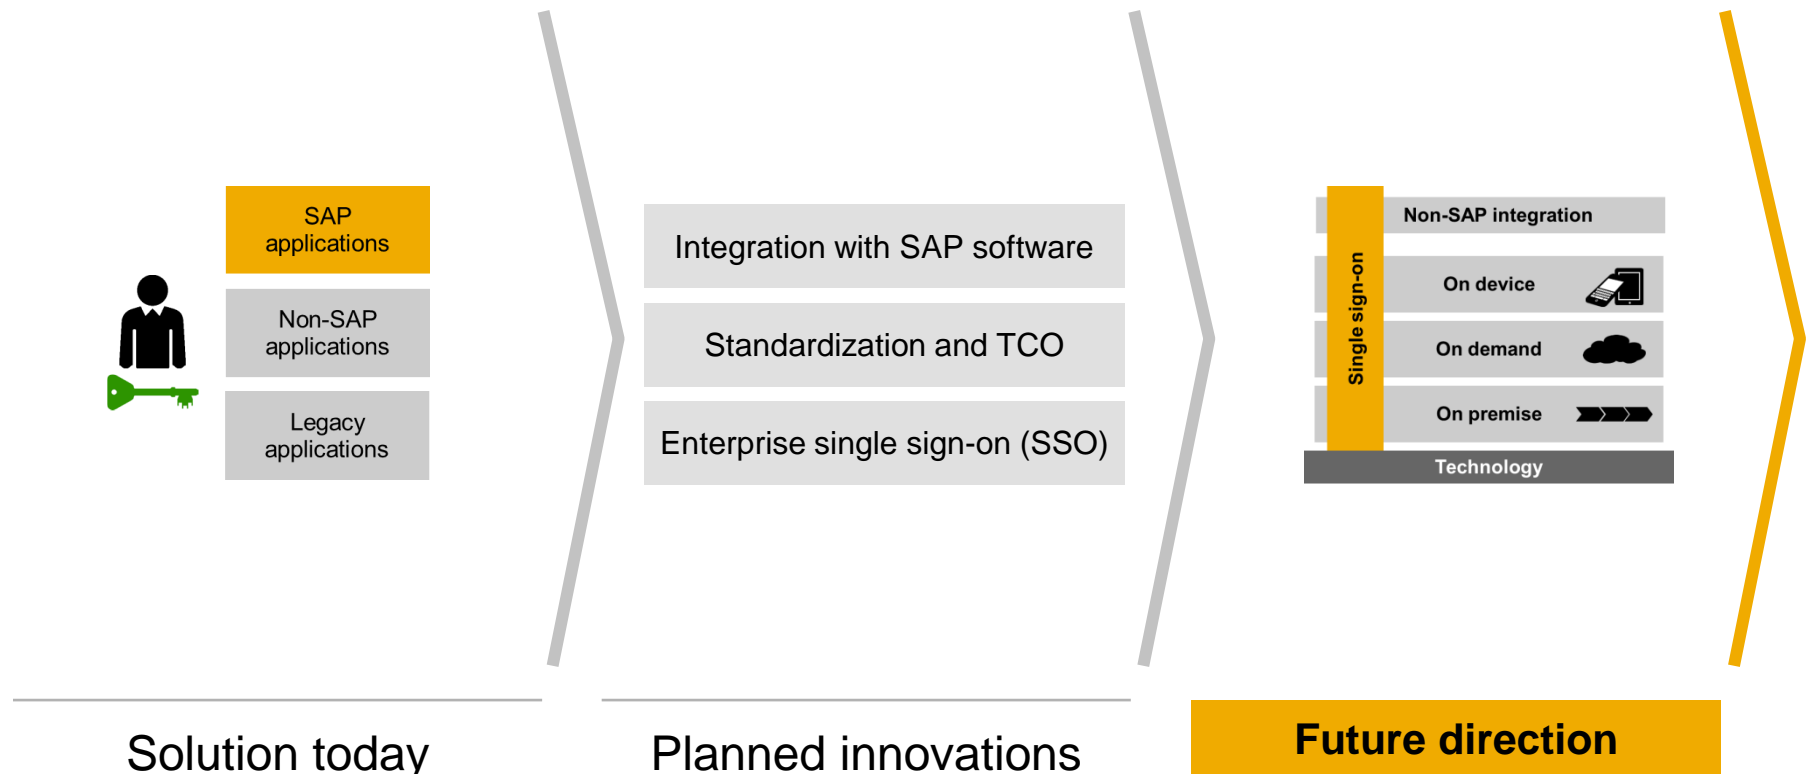 SAP
applications
Non-SAP
applications
Legacy
applications
Solution today
Integration with SAP software
Standardization and TCO
Enterprise single sign-on (SSO)
Planned innovations
Single sign-on
Non-SAP integration
On device
On demand
On premise
Technology
Future direction